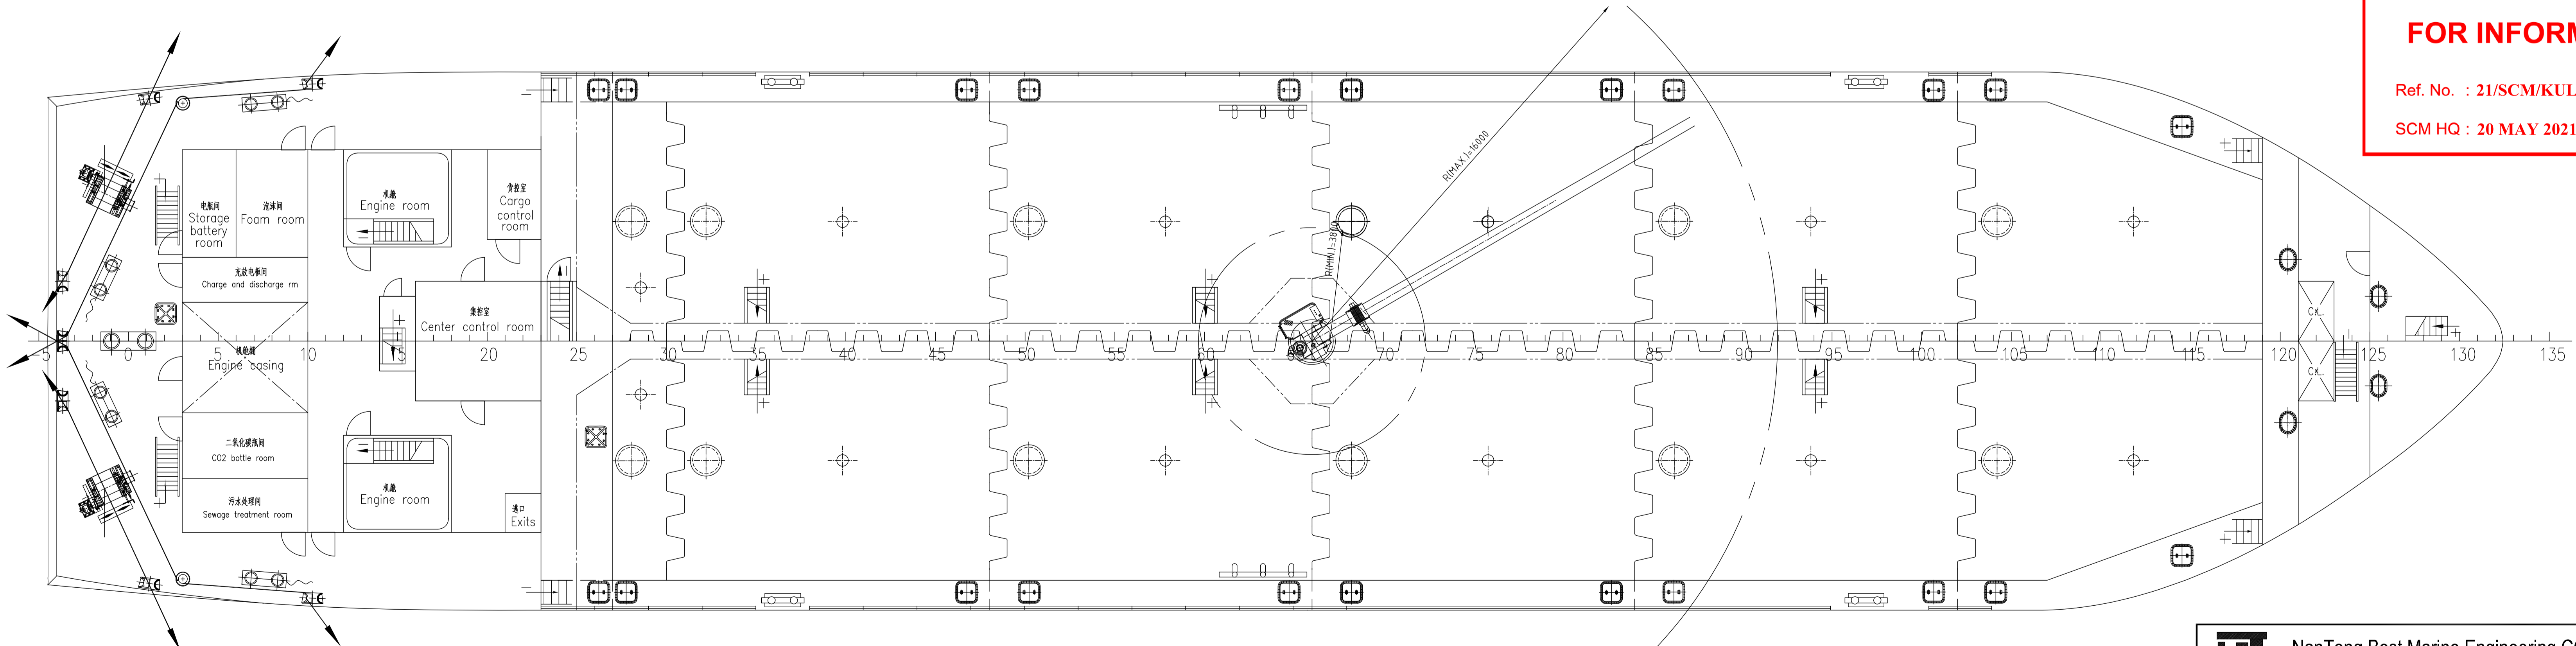 FOR INFORM
Ref. No. : 21/SCM/KUL
SCM HQ : 20 MAY 2021
R(MAX.)=16000
R(MIN.)=3800
电瓶间
Storage
battery
room
泡沫间
Foam room
机舱
Engine room
货控室
Cargo
control
room
充放电板间
Charge and discharge rm
集控室
Center control room
机舱棚
Engine casing
二氧化碳瓶间
CO2 bottle room
污水处理间
Sewage treatment room
机舱
Engine room
逃口
Exits
C.L.
C.L.
-5 0 5 10 15 20 25 30 35 40 45 50 55 60 70 75 80 85 90 95 100 105 110 115 120 125 130 135